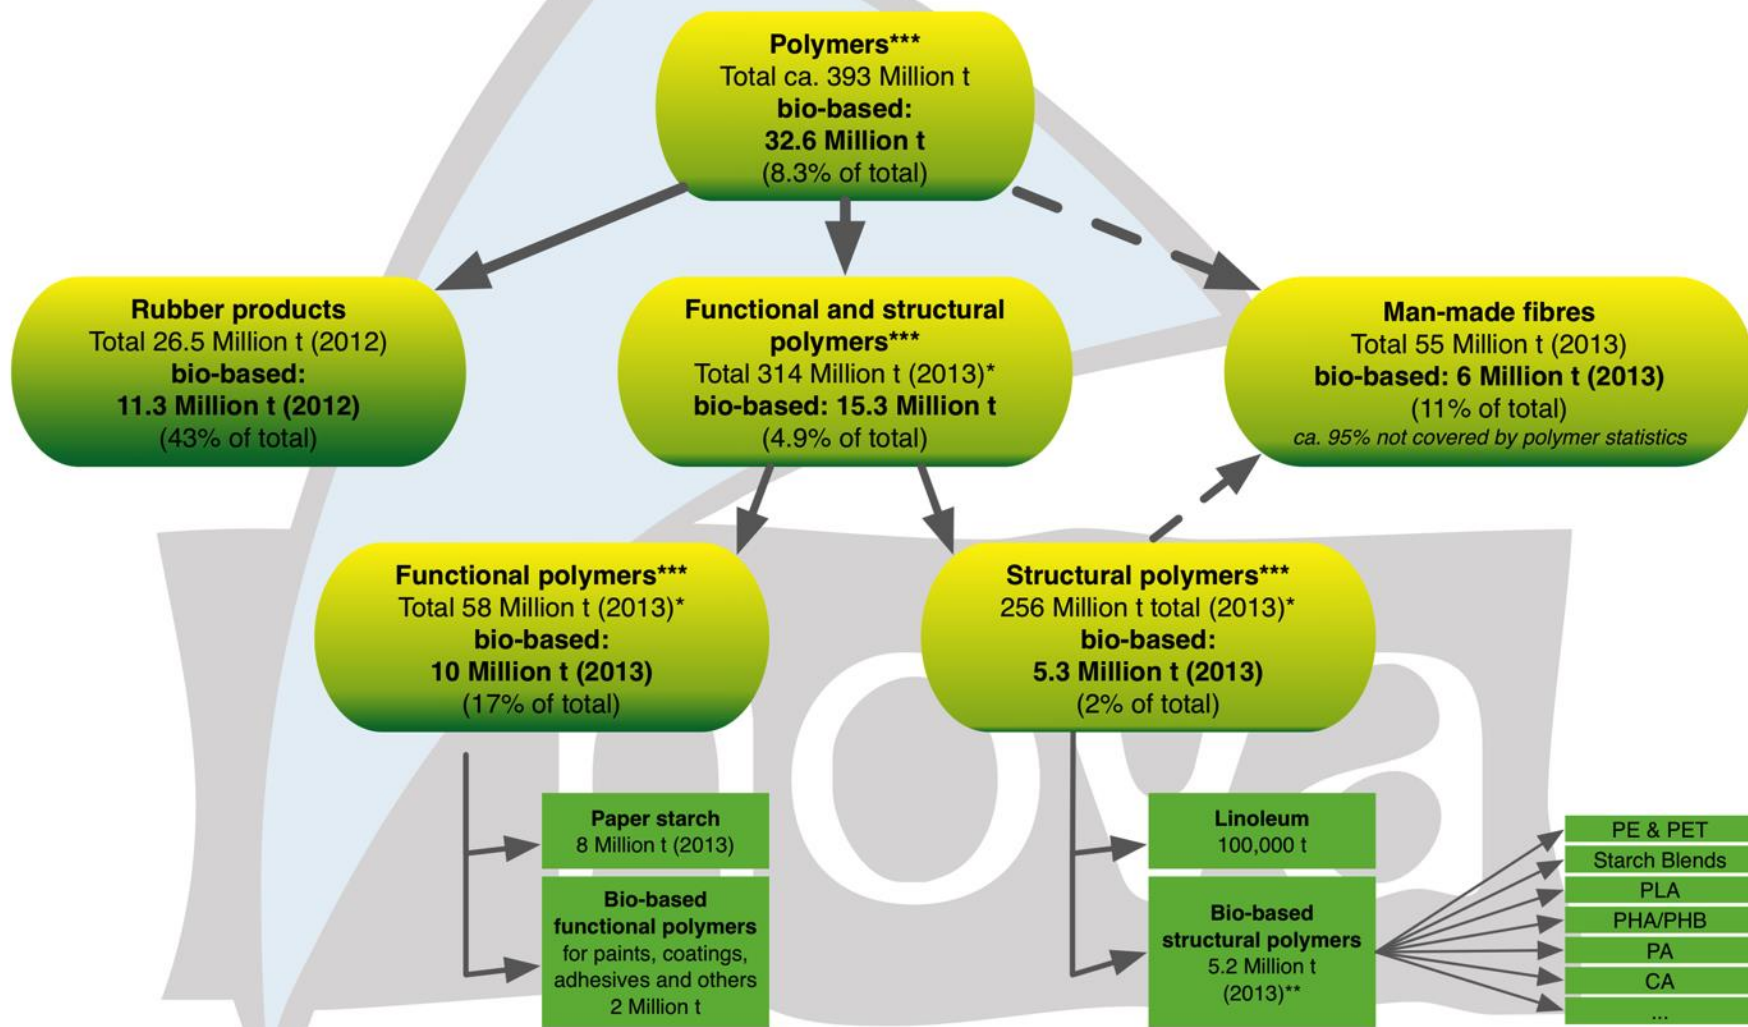 Polymers***
Total ca. 393 Million t
bio-based:
32.6 Million t
(8.3% of total)
Rubber products
Total 26.5 Million t (2012)
bio-based:
11.3 Million t (2012)
(43% of total)
Functional and structural
polymers***
Total 314 Million t (2013)*
bio-based: 15.3 Million t
(4.9% of total)
Man-made fibres
Total 55 Million t (2013)
bio-based: 6 Million t (2013)
(11% of total)
ca. 95% not covered by polymer statistics
Functional polymers***
Total 58 Million t (2013)*
bio-based:
10 Million t (2013)
(17% of total)
Structural polymers***
256 Million t total (2013)*
bio-based:
5.3 Million t (2013)
(2% of total)
nova
Paper starch
8 Million t (2013)
Bio-based
functional polymers
for paints, coatings,
adhesives and others
2 Million t
Linoleum
100,000 t
Bio-based
structural polymers
5.2 Million t
(2013)**
PE & PET
Starch Blends
PLA
PHA/PHB
PA
CA
...